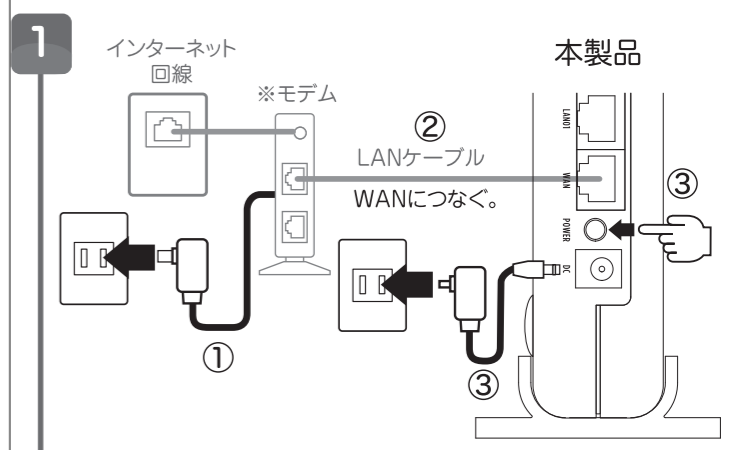 1
インターネット
回線
※モデム
本製品
②
LANケーブル
WANにつなぐ。
LAN01
WAN
③
POWER
DC
①
③